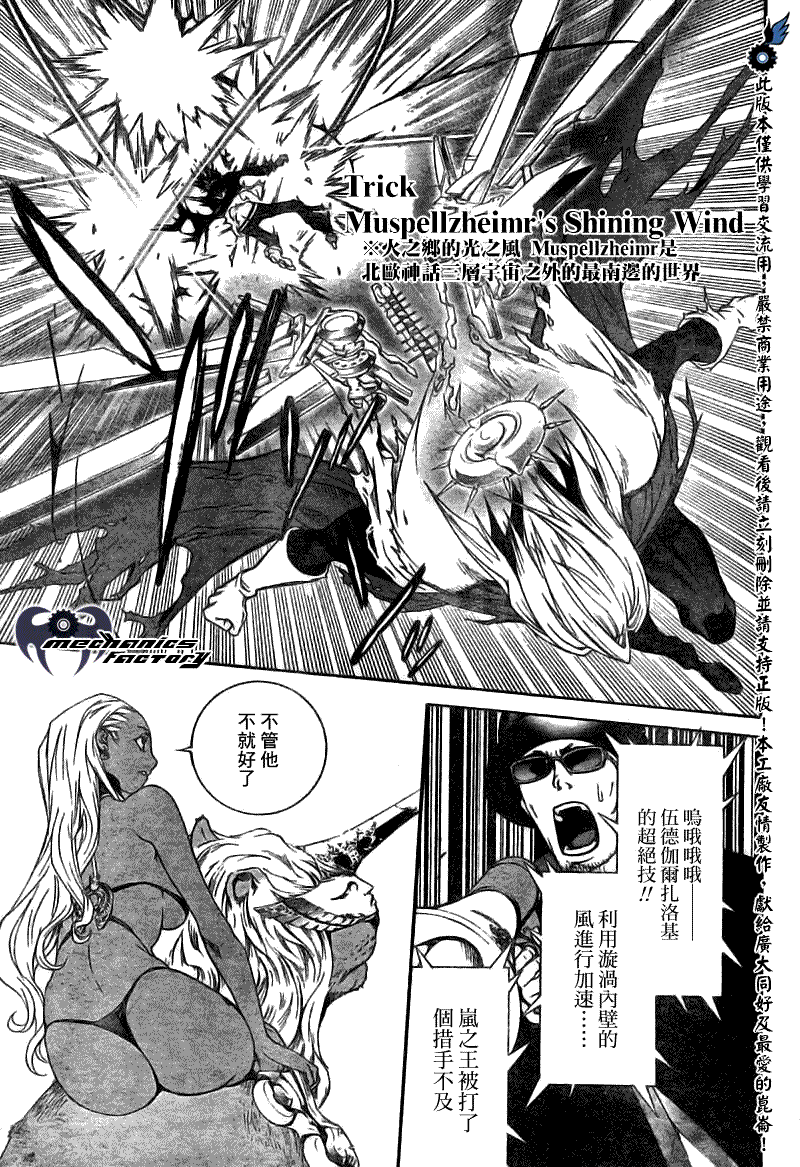 Trick
Muspellzheimr's Shining Wind
※火之鄉的光之風 Muspellzheimr是
北歐神話三層宇宙之外的最南邊的世界
mechanics
factory
嗚哦哦哦——
伍德伽爾扎洛基
的超絕技!!
利用漩渦內壁的
風進行加速……
嵐之王被打了
個措手不及
不管他
不就好了
此版本僅供學習交流用；嚴禁商業用途；觀看後請立刻刪除並請支持正版！本工廠友情製作，獻給廣大同好及最愛的崑崙！